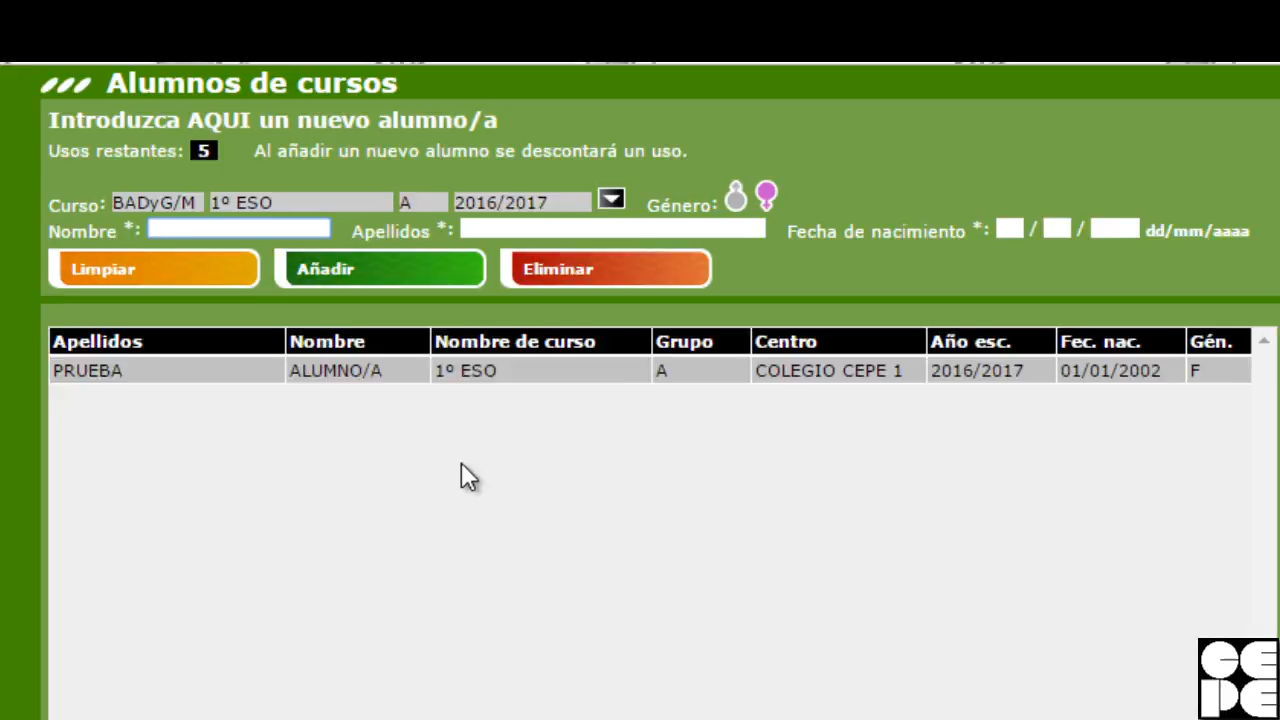 Alumnos de cursos
Introduzca AQUI un nuevo alumno/a
Usos restantes: 5 Al añadir un nuevo alumno se descontará un uso.
Curso: BADyG/M 1º ESO A 2016/2017 Género:
Nombre *: Apellidos *: Fecha de nacimiento *: / / dd/mm/aaaa
Limpiar Añadir Eliminar
Apellidos Nombre Nombre de curso Grupo Centro Año esc. Fec. nac. Gén.
PRUEBA ALUMNO/A 1º ESO A COLEGIO CEPE 1 2016/2017 01/01/2002 F
CE
PE